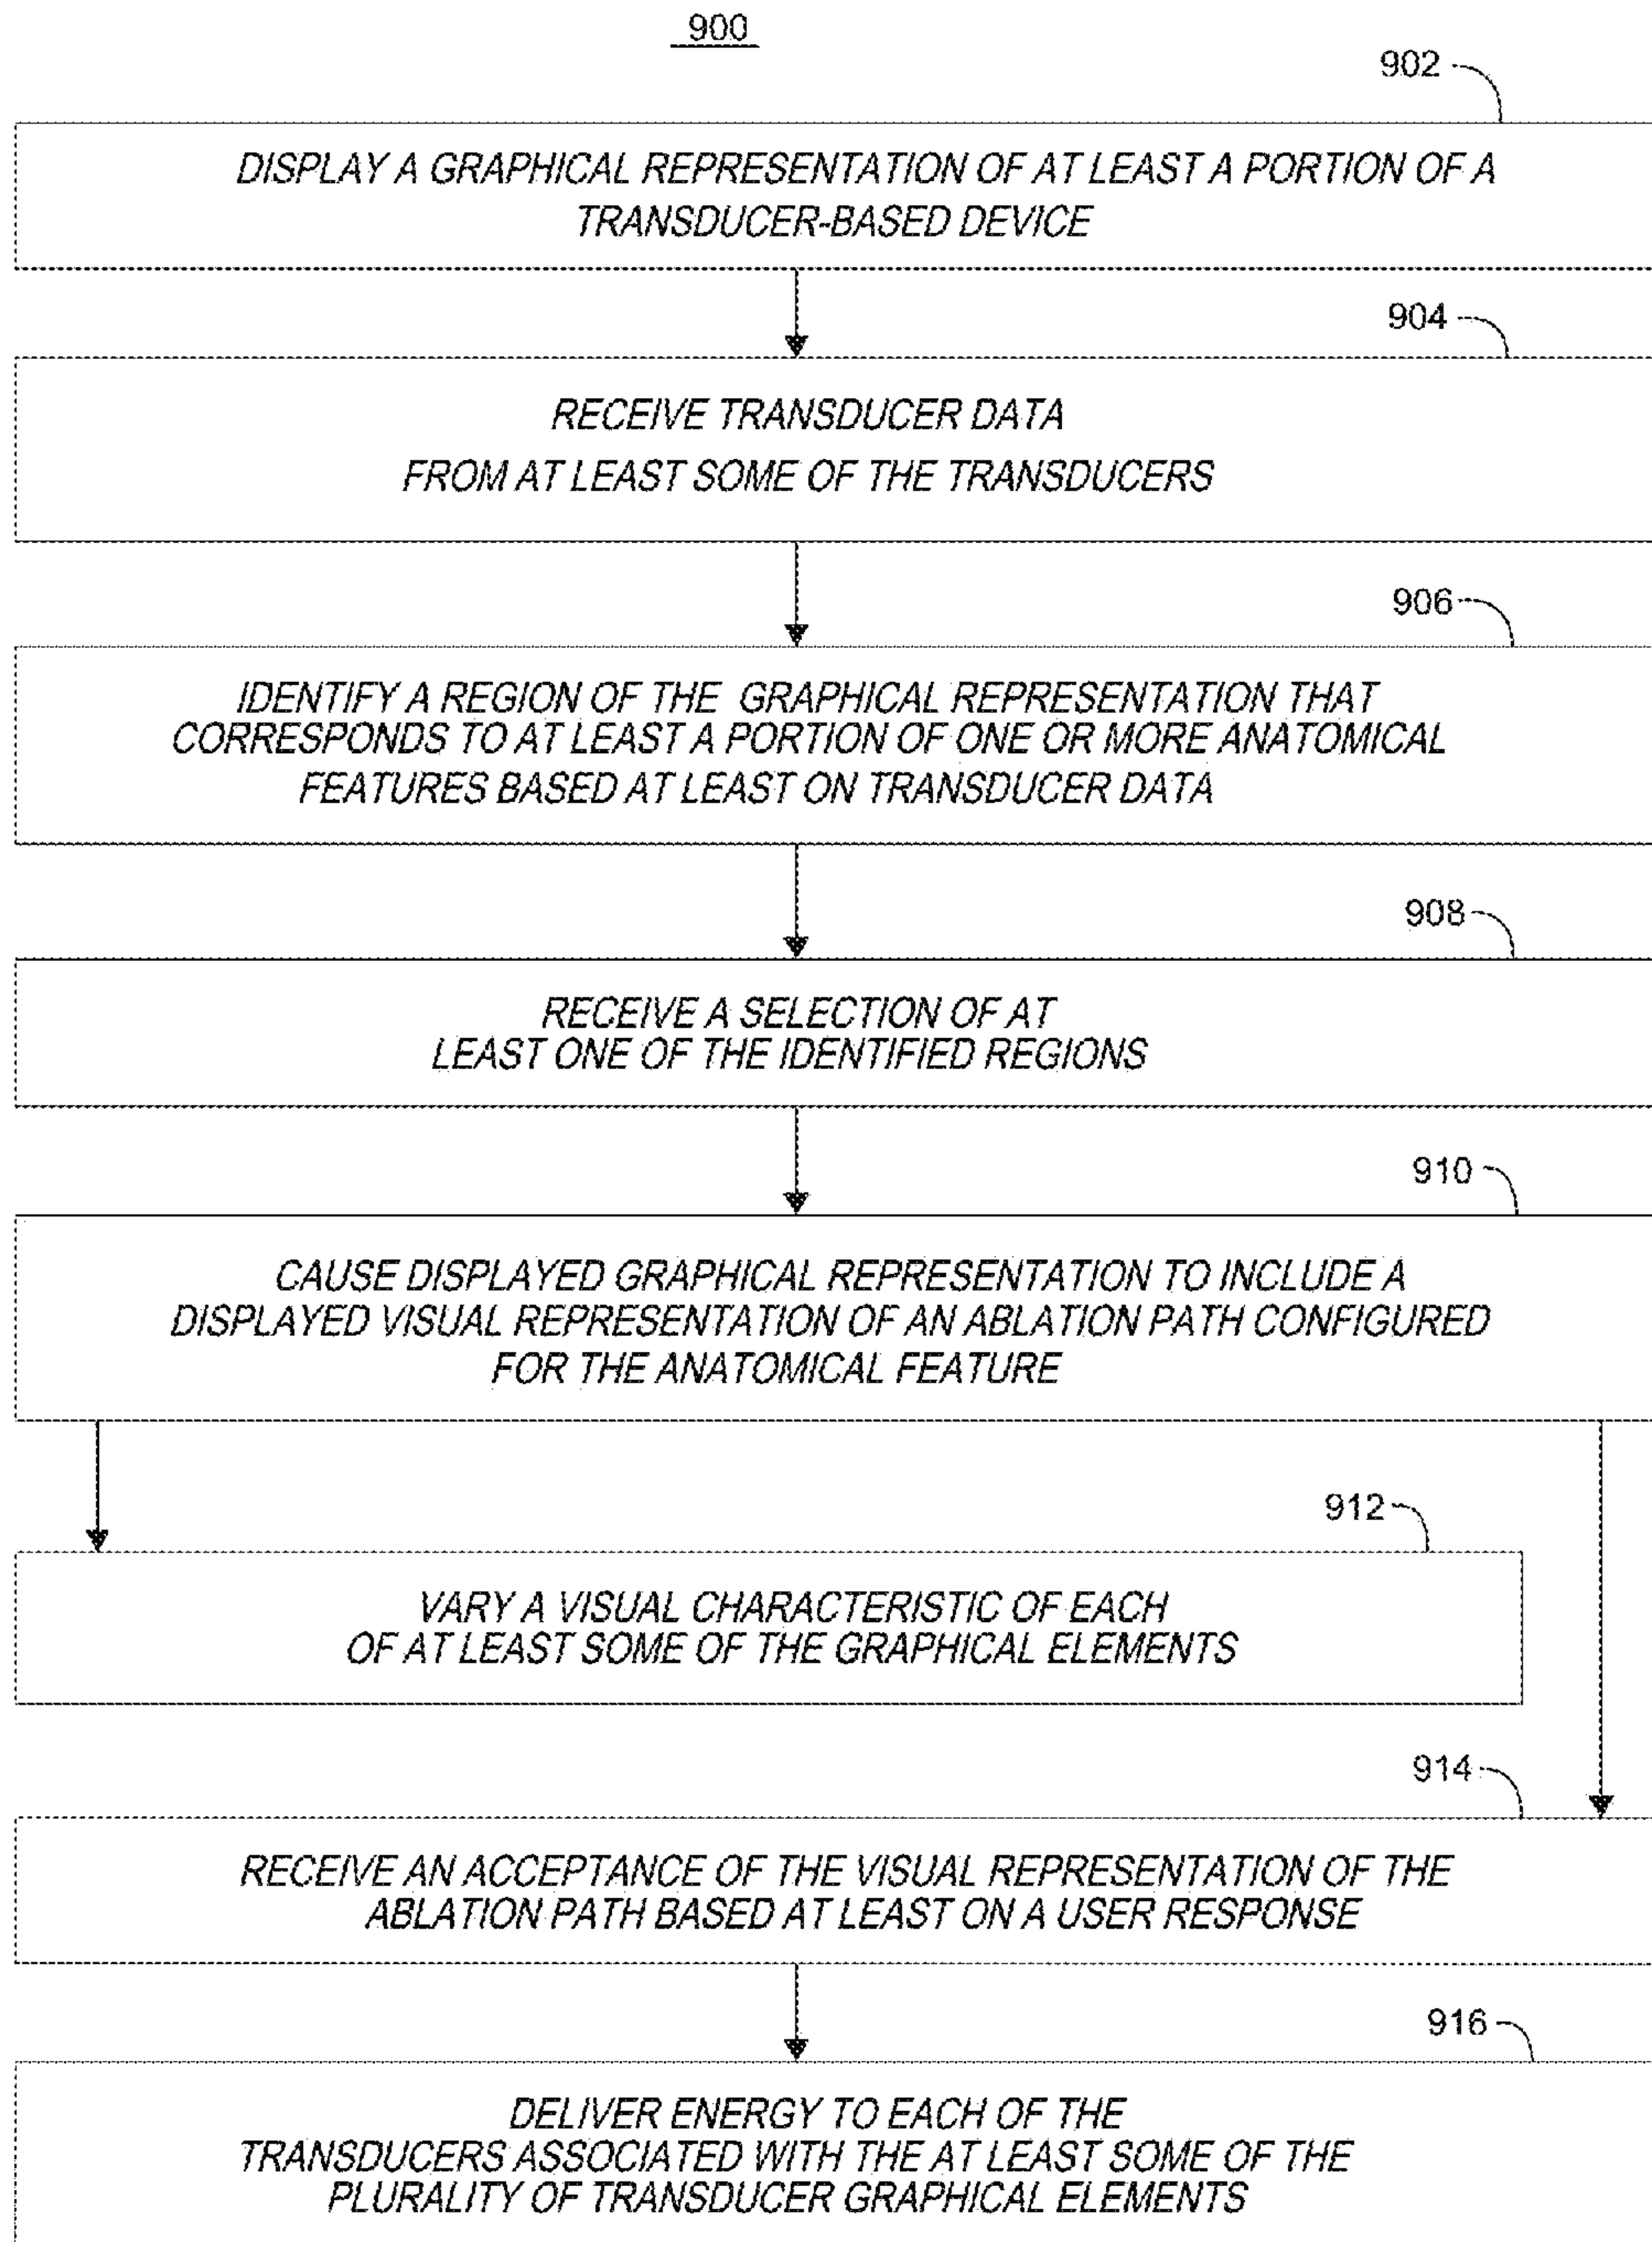 900
902
DISPLAY A GRAPHICAL REPRESENTATION OF AT LEAST A PORTION OF A
TRANSDUCER-BASED DEVICE
904
RECEIVE TRANSDUCER DATA
FROM AT LEAST SOME OF THE TRANSDUCERS
906
IDENTIFY A REGION OF THE GRAPHICAL REPRESENTATION THAT
CORRESPONDS TO AT LEAST A PORTION OF ONE OR MORE ANATOMICAL
FEATURES BASED AT LEAST ON TRANSDUCER DATA
908
RECEIVE A SELECTION OF AT
LEAST ONE OF THE IDENTIFIED REGIONS
910
CAUSE DISPLAYED GRAPHICAL REPRESENTATION TO INCLUDE A
DISPLAYED VISUAL REPRESENTATION OF AN ABLATION PATH CONFIGURED
FOR THE ANATOMICAL FEATURE
912
VARY A VISUAL CHARACTERISTIC OF EACH
OF AT LEAST SOME OF THE GRAPHICAL ELEMENTS
914
RECEIVE AN ACCEPTANCE OF THE VISUAL REPRESENTATION OF THE
ABLATION PATH BASED AT LEAST ON A USER RESPONSE
916
DELIVER ENERGY TO EACH OF THE
TRANSDUCERS ASSOCIATED WITH THE AT LEAST SOME OF THE
PLURALITY OF TRANSDUCER GRAPHICAL ELEMENTS